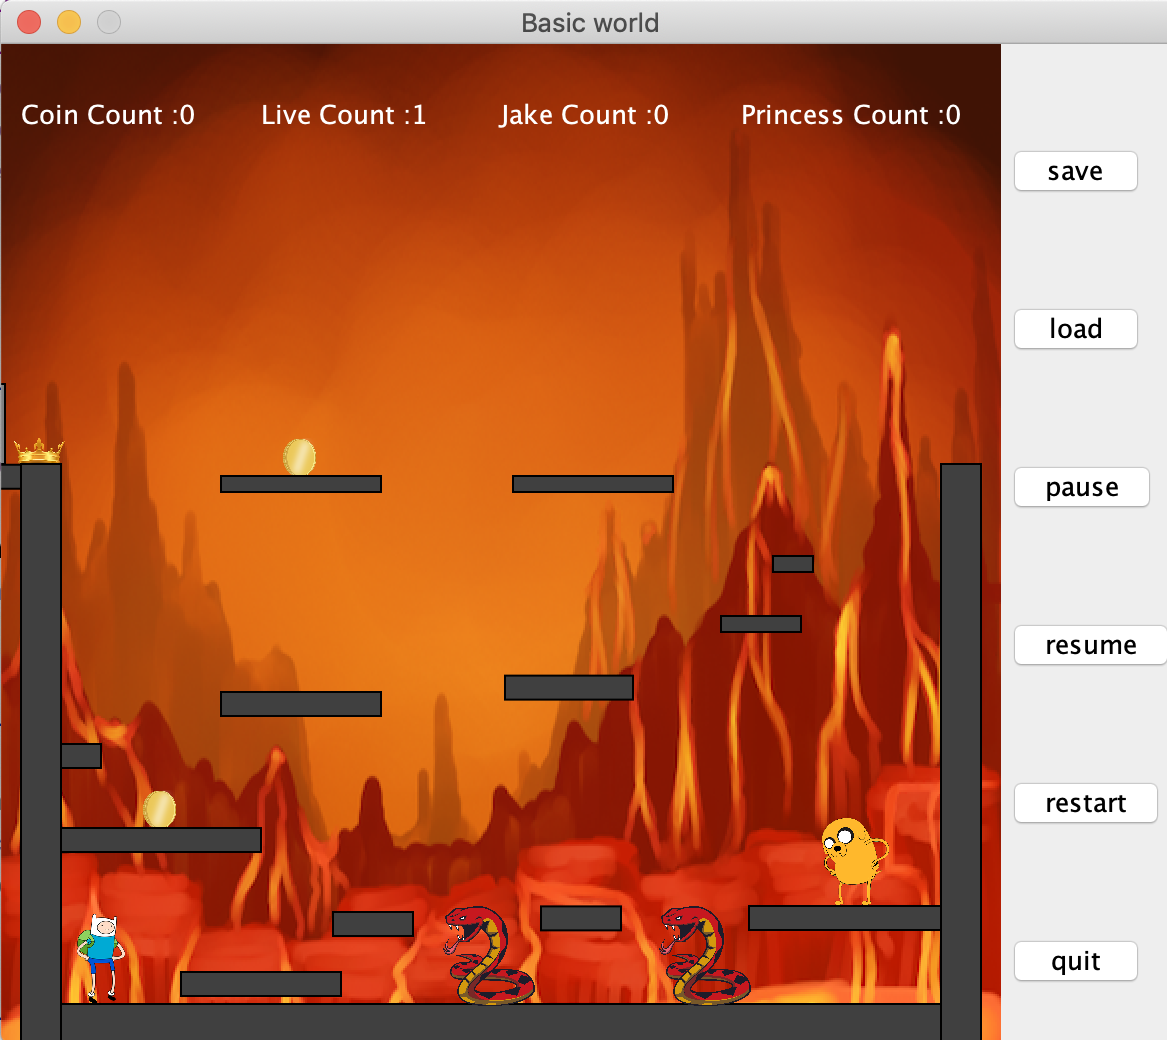 Basic world
Coin Count :0 Live Count :1 Jake Count :0 Princess Count :0
save
load
pause
resume
restart
quit